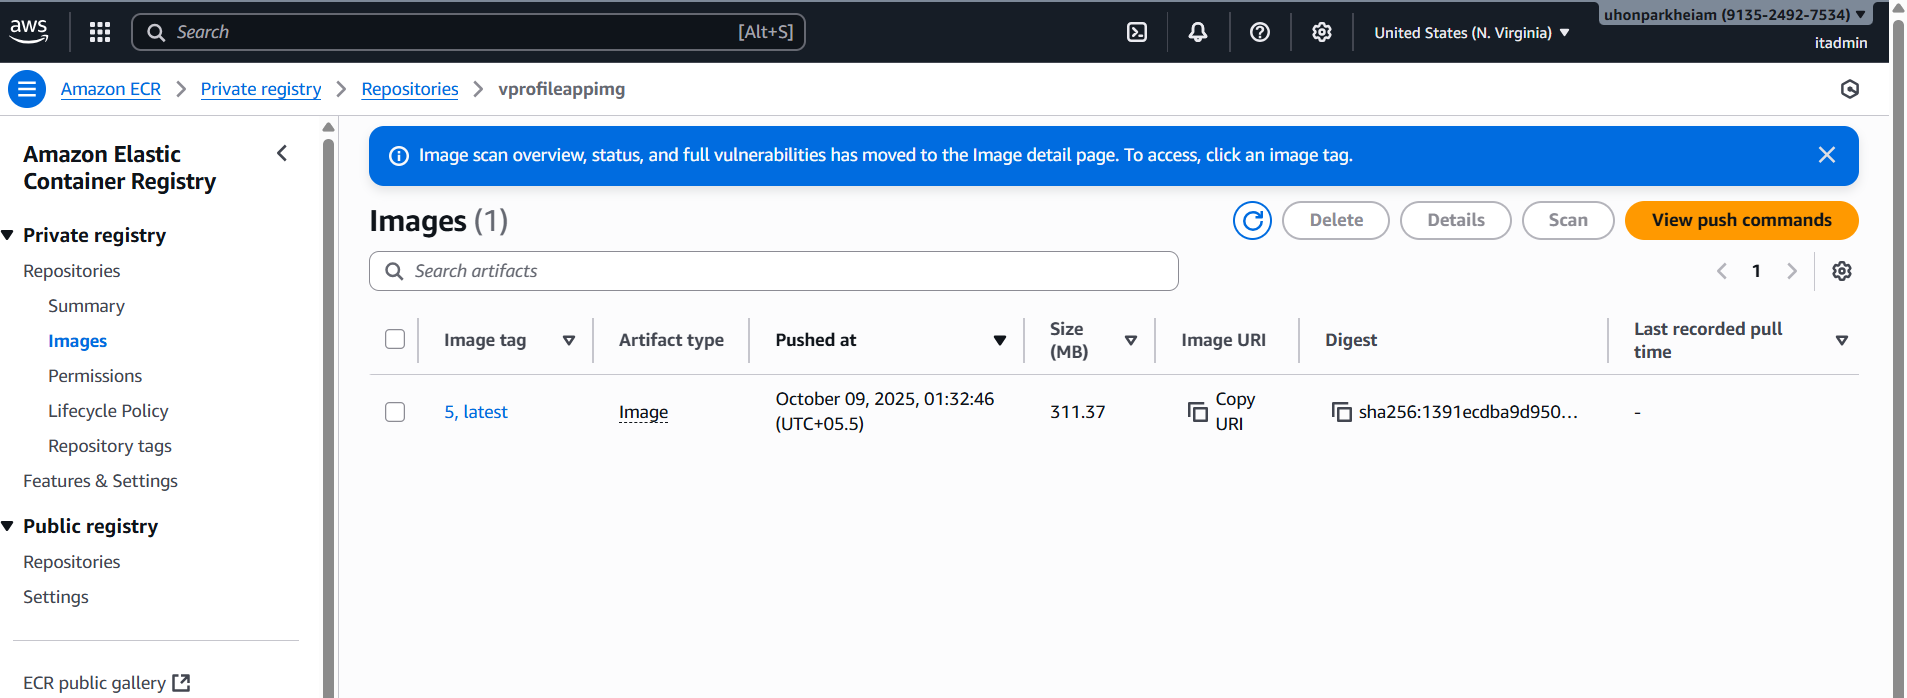 aws
Search
[Alt+S]
United States (N. Virginia)
uhonparkheiam (9135-2492-7534)
itadmin
Amazon ECR
Private registry
Repositories
vprofileappimg
Amazon Elastic
Container Registry
Private registry
Repositories
Summary
Images
Permissions
Lifecycle Policy
Repository tags
Features & Settings
Public registry
Repositories
Settings
ECR public gallery
Image scan overview, status, and full vulnerabilities has moved to the Image detail page. To access, click an image tag.
Images (1)
Delete
Details
Scan
View push commands
Search artifacts
1
Image tag
Artifact type
Pushed at
Size
(MB)
Image URI
Digest
Last recorded pull
time
5, latest
Image
October 09, 2025, 01:32:46
(UTC+05.5)
311.37
Copy
URI
sha256:1391ecdba9d950...
-